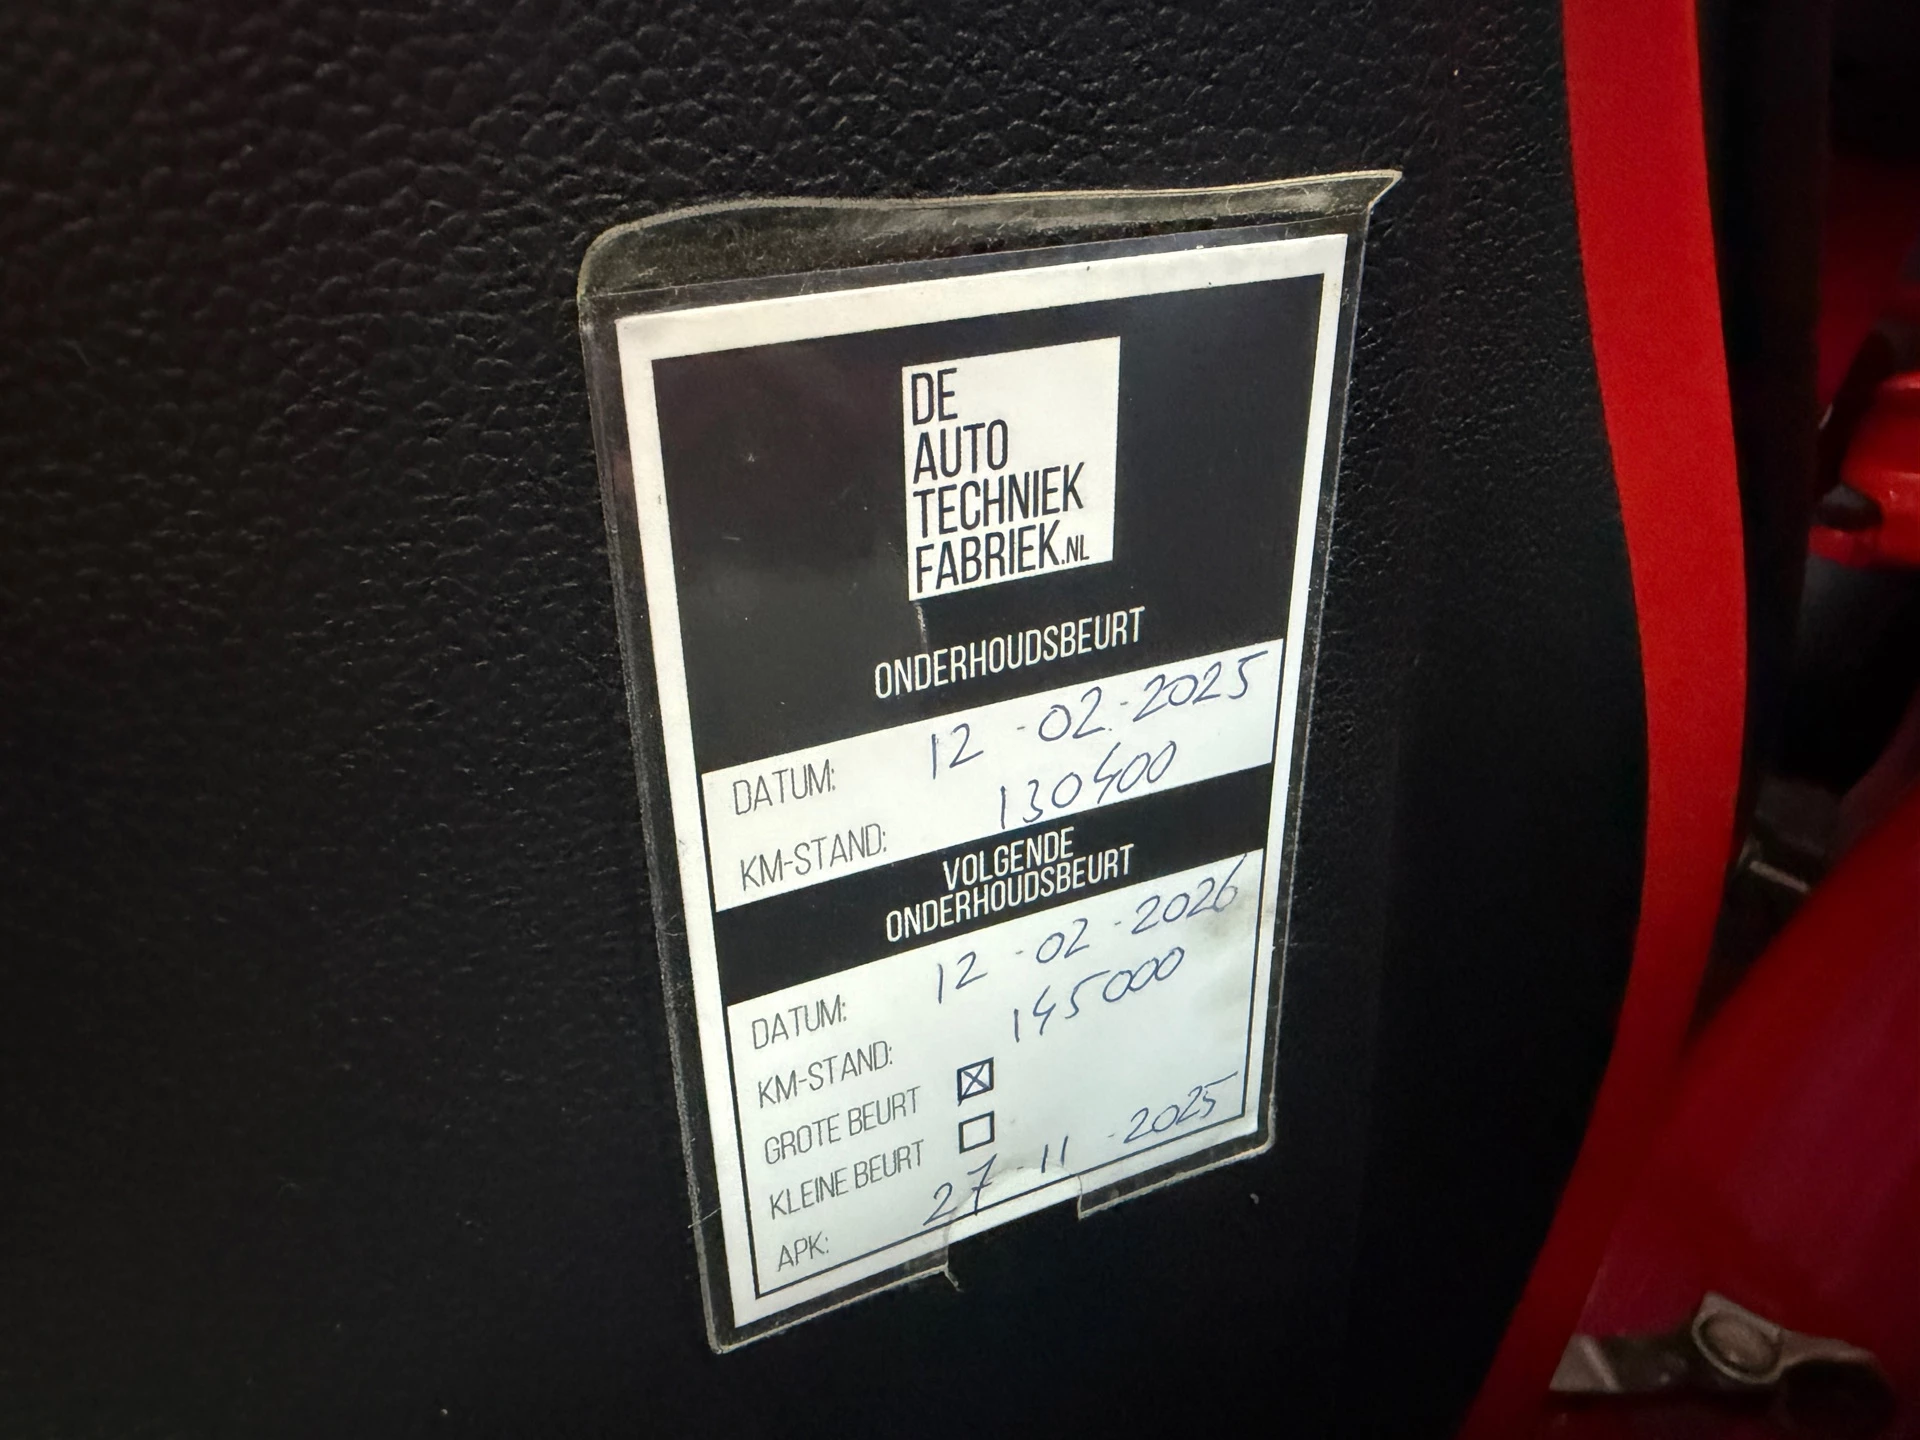 DE
AUTO
TECHNIEK
FABRIEK.NL
ONDERHOUDSBEURT
DATUM: 12-02-2025
KM-STAND: 130400
VOLGENDE
ONDERHOUDSBEURT
DATUM: 12-02-2026
KM-STAND: 145000
GROTE BEURT ☒
KLEINE BEURT ☐
APK: 27-11-2025